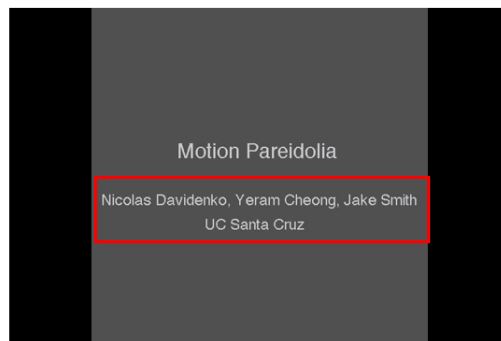 Motion Pareidolia
Nicolas Davidenko, Yeram Cheong, Jake Smith
UC Santa Cruz